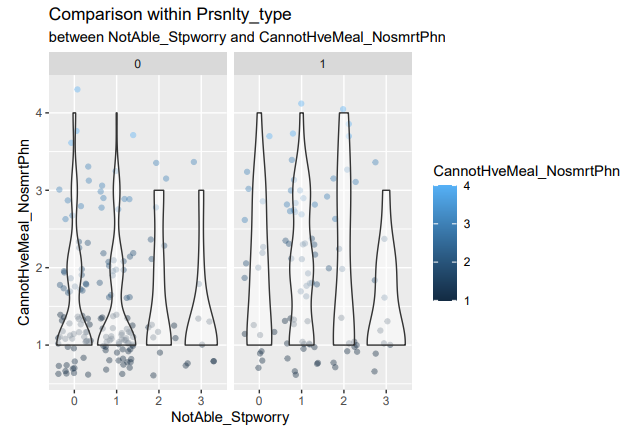 Comparison within Prsnlty_type
between NotAble_Stpworry and CannotHveMeal_NosmrtPhn
0 1
CannotHveMeal_NosmrtPhn
4
3
2
1
0 1 2 3 0 1 2 3
NotAble_Stpworry
CannotHveMeal_NosmrtPhn
4
3
2
1